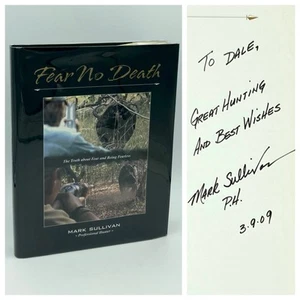 Fear No Death
The Truth about Fear and Being Fearless
MARK SULLIVAN
~ Professional Hunter ~
TO DALE,
GREAT HUNTING
AND BEST WISHES
Mark Sullivan
P.H.
3.9.09